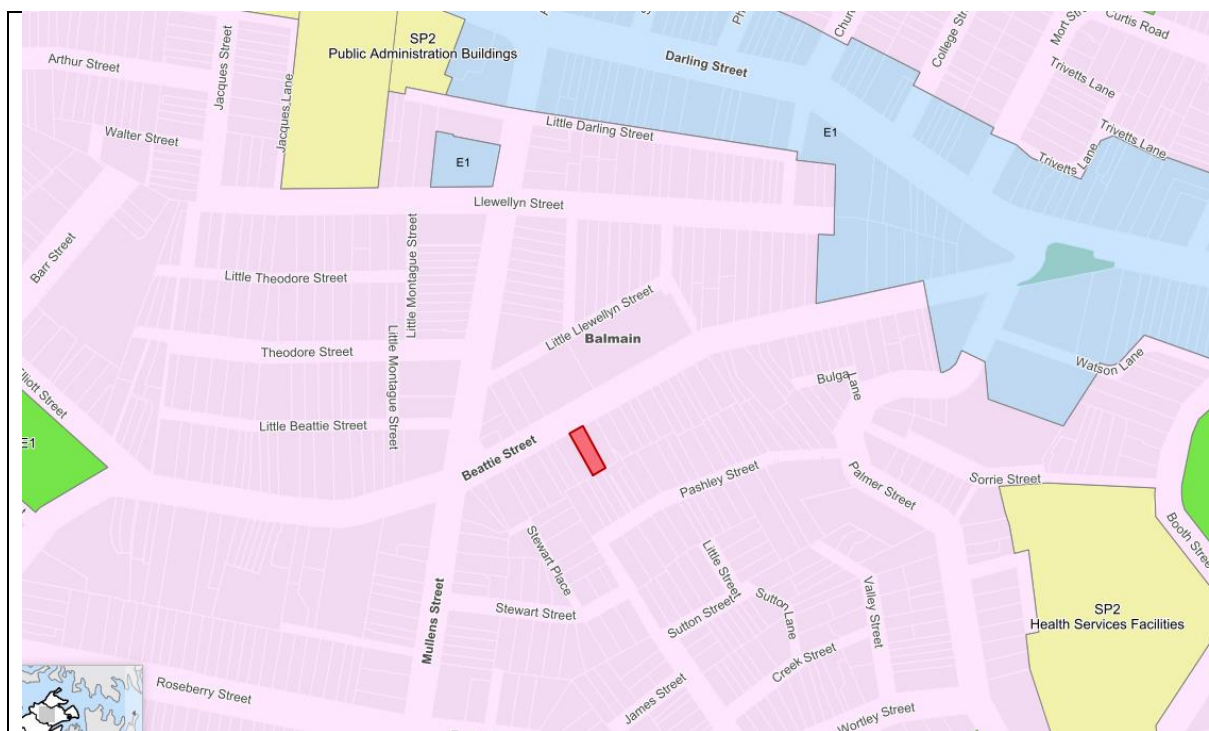 SP2
Public Administration Buildings
Arthur Street
Jacques Street
Jacques Lane
Walter Street
Darling Street
College Street
Curtis Road
Trivetts Lane
Trivetts Lane
Trivetts Lane
Little Darling Street
E1
E1
Llewellyn Street
Barr Street
Little Montague Street
Little Theodore Street
Little Llewellyn Street
Balmain
Theodore Street
Little Montague Street
Watson Lane
Bulga Lane
Elliott Street
Little Beattie Street
E1
Beattie Street
Pashley Street
Palmer Street
Sorrie Street
Booth Street
Stewart Place
Little Street
Valley Street
Stewart Street
Sutton Street
Sutton Lane
SP2
Health Services Facilities
Mullens Street
Creek Street
Roseberry Street
James Street
Wortley Street